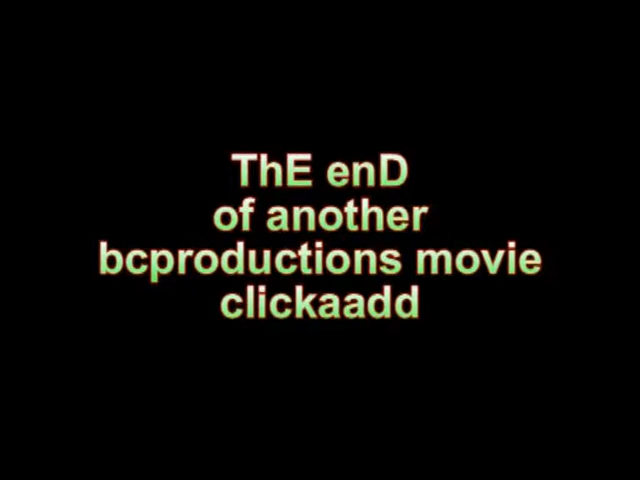 ThE enD
of another
bcproductions movie
clickaadd